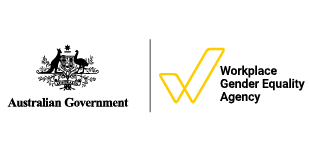 Australian Government
Workplace
Gender Equality
Agency